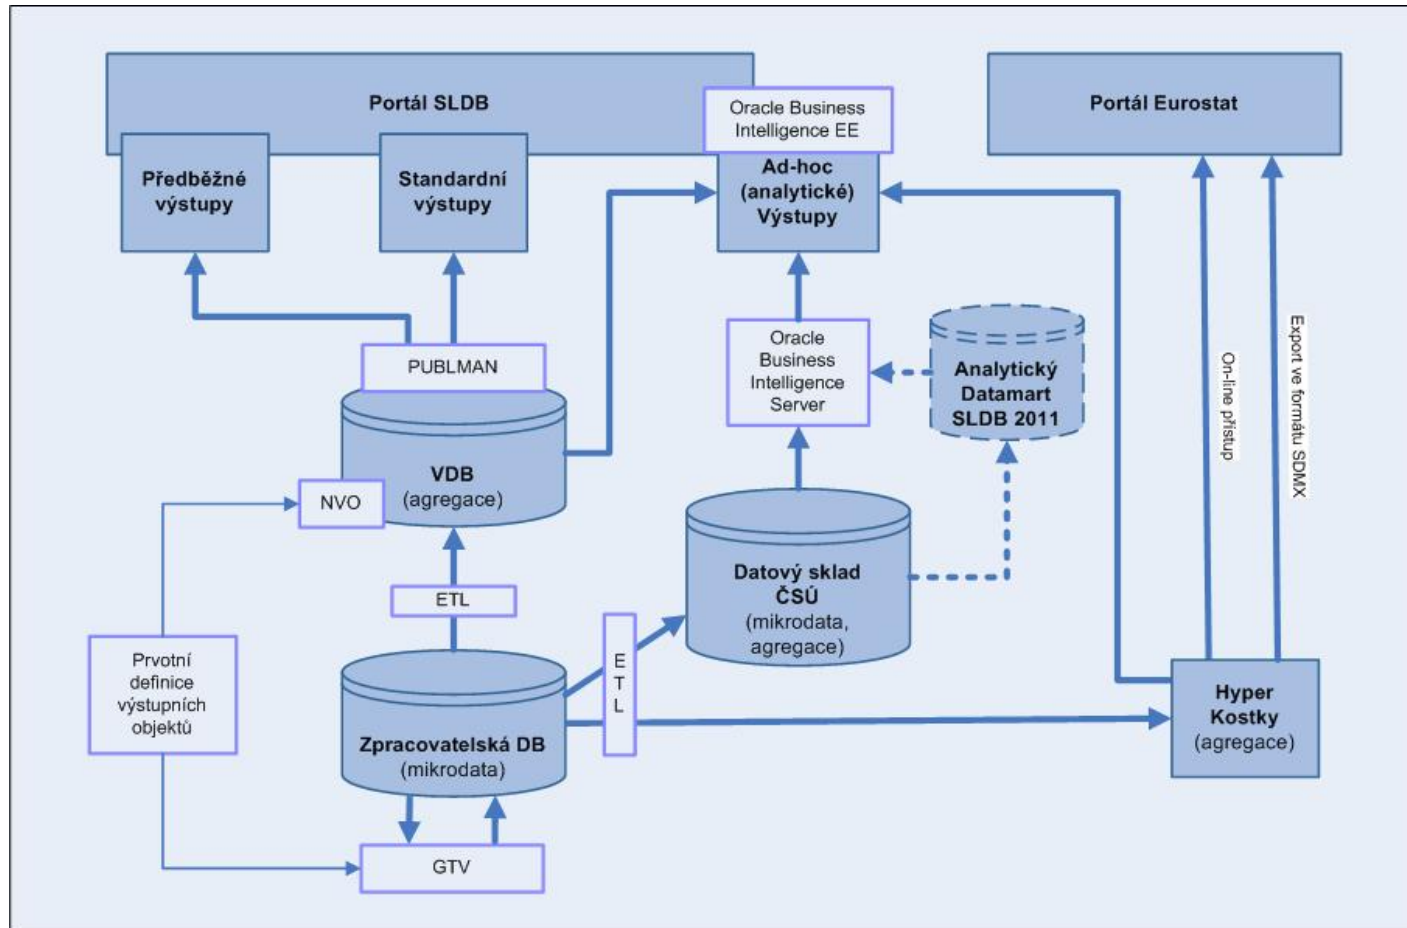 Portál SLDB
Oracle Business
Intelligence EE
Portál Eurostat
Předběžné
výstupy
Standardní
výstupy
Ad-hoc
(analytické)
Výstupy
PUBLMAN
Oracle
Business
Intelligence
Server
Analytický
Datamart
SLDB 2011
On-line přístup
Export ve formátu SDMX
VDB
(agregace)
NVO
ETL
Datový sklad
ČSÚ
(mikrodata,
agregace)
Prvotní
definice
výstupních
objektů
E
T
L
Zpracovatelská DB
(mikrodata)
Hyper
Kostky
(agregace)
GTV